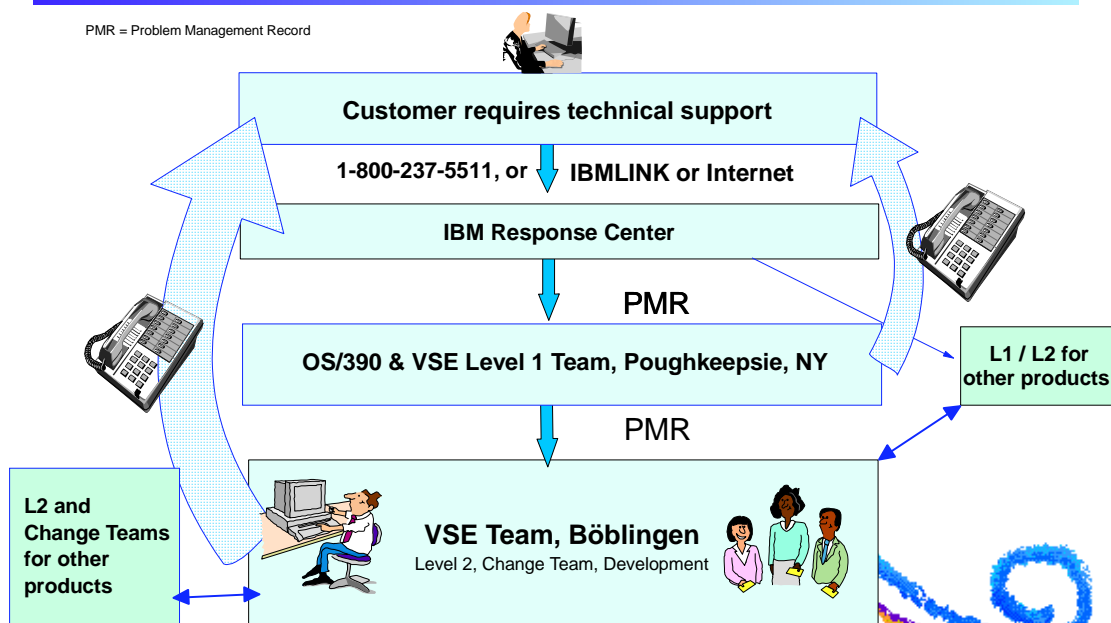 PMR = Problem Management Record
Customer requires technical support
1-800-237-5511, or IBMLINK or Internet
IBM Response Center
PMR
OS/390 & VSE Level 1 Team, Poughkeepsie, NY
L1 / L2 for
other products
PMR
L2 and
Change Teams
for other
products
VSE Team, Böblingen
Level 2, Change Team, Development